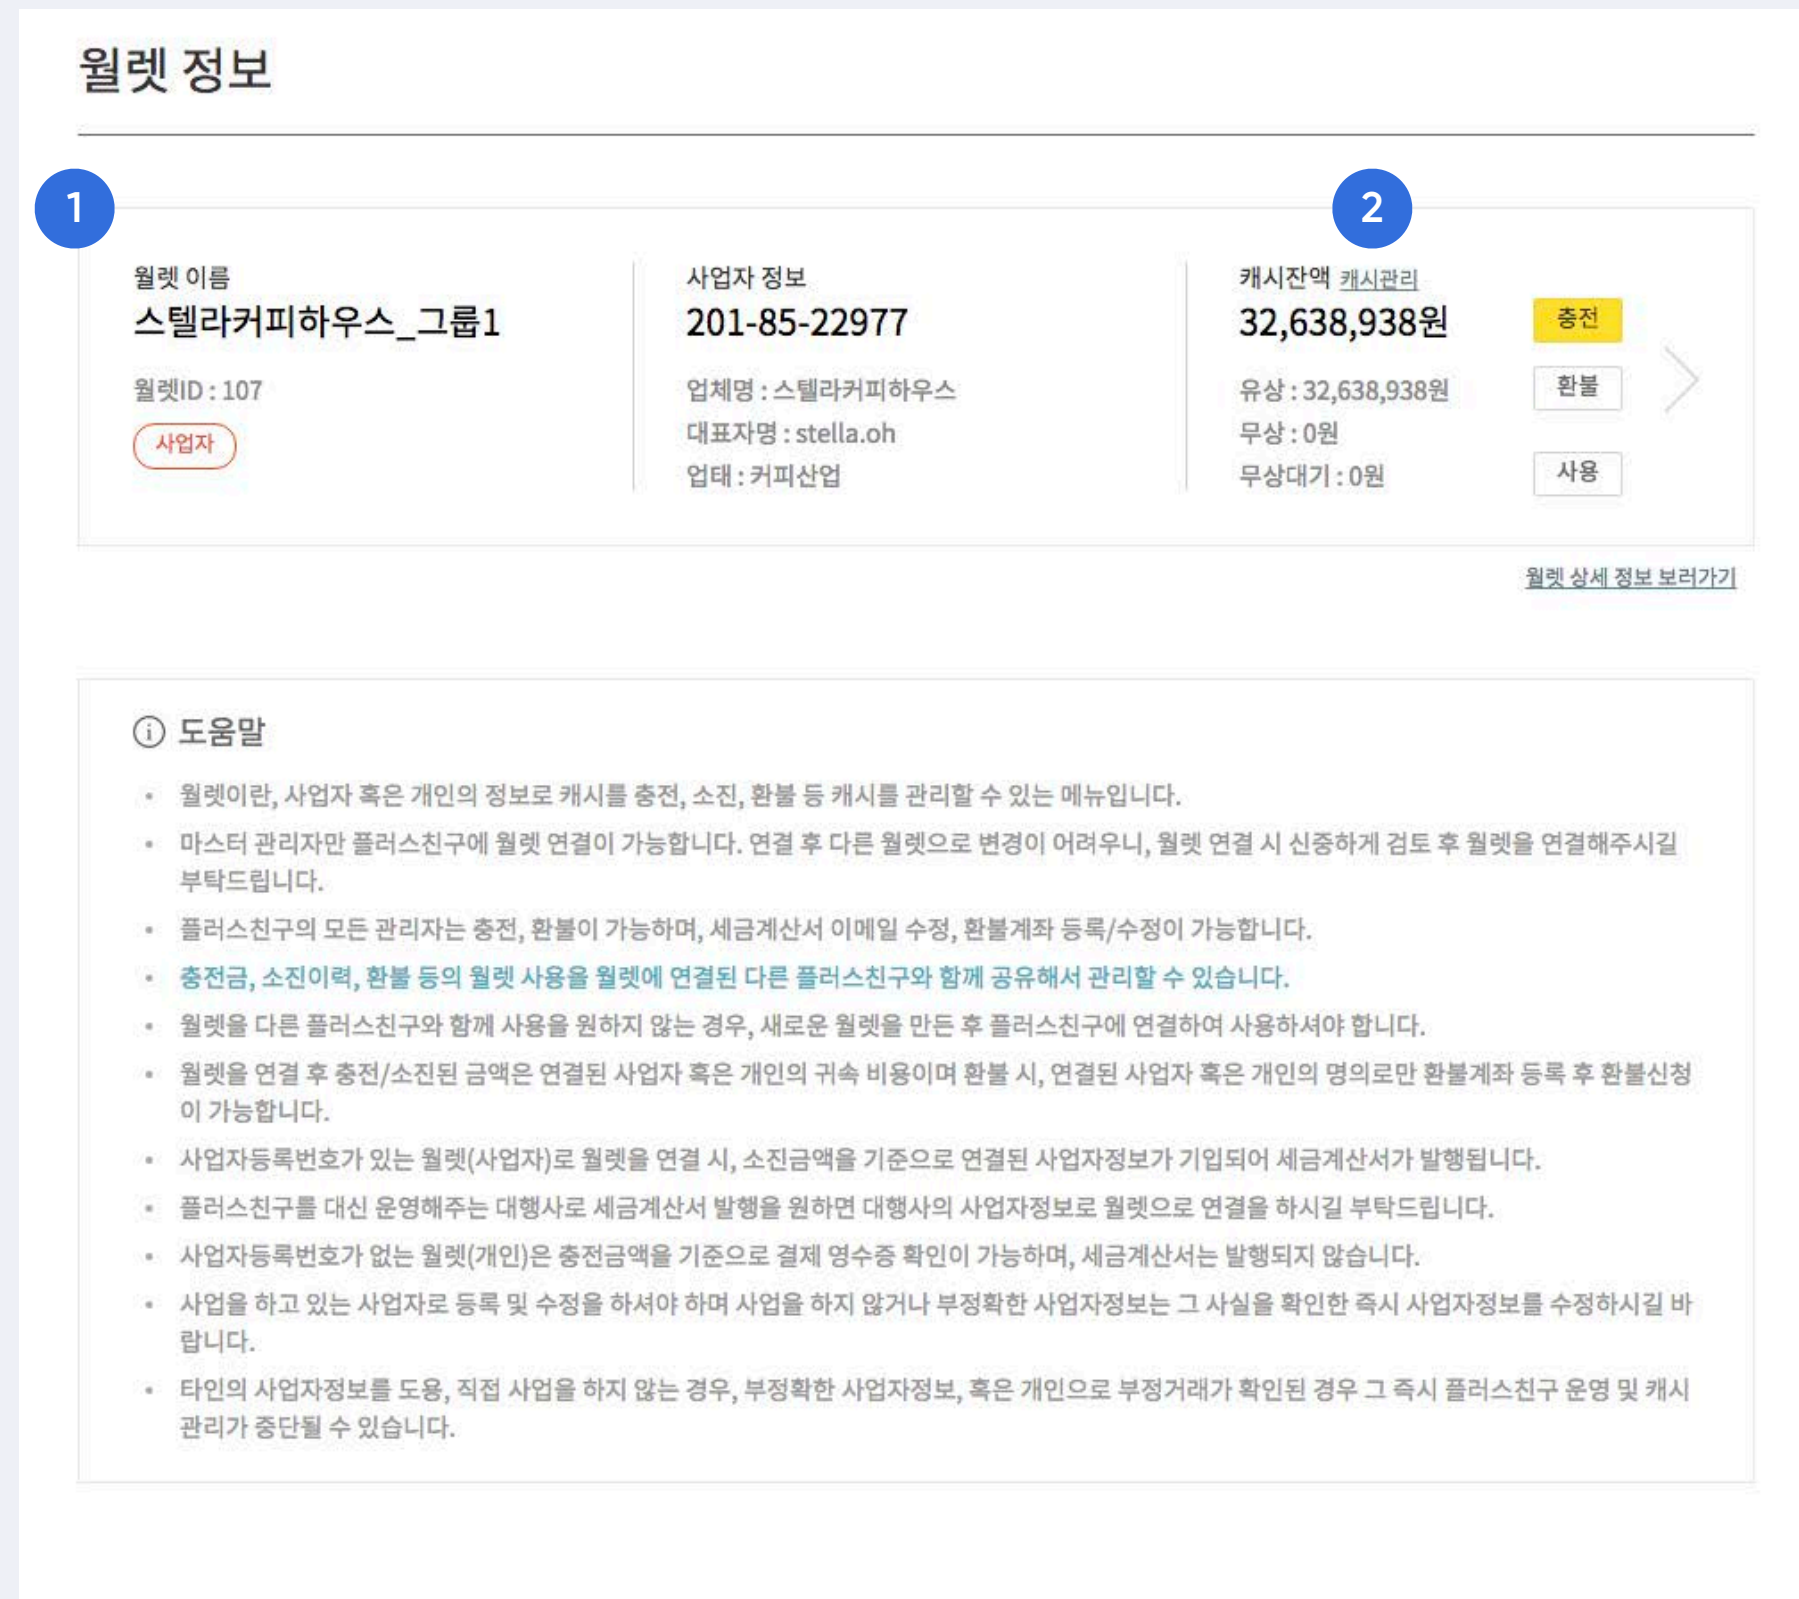 월렛 정보
1
2
월렛 이름
스텔라커피하우스_그룹1
월렛ID : 107
사업자
사업자 정보
201-85-22977
업체명 : 스텔라커피하우스
대표자명 : stella.oh
업태 : 커피산업
캐시잔액 캐시관리
32,638,938원
유상 : 32,638,938원
무상 : 0원
무상대기 : 0원
충전
환불
사용
월렛 상세 정보 보러가기
도움말
• 월렛이란, 사업자 혹은 개인의 정보로 캐시를 충전, 소진, 환불 등 캐시를 관리할 수 있는 메뉴입니다.
• 마스터 관리자만 플러스친구에 월렛 연결이 가능합니다. 연결 후 다른 월렛으로 변경이 어려우니, 월렛 연결 시 신중하게 검토 후 월렛을 연결해주시길
부탁드립니다.
• 플러스친구의 모든 관리자는 충전, 환불이 가능하며, 세금계산서 이메일 수정, 환불계좌 등록/수정이 가능합니다.
• 충전금, 소진이력, 환불 등의 월렛 사용을 월렛에 연결된 다른 플러스친구와 함께 공유해서 관리할 수 있습니다.
• 월렛을 다른 플러스친구와 함께 사용을 원하지 않는 경우, 새로운 월렛을 만든 후 플러스친구에 연결하여 사용하셔야 합니다.
• 월렛을 연결 후 충전/소진된 금액은 연결된 사업자 혹은 개인의 귀속 비용이며 환불 시, 연결된 사업자 혹은 개인의 명의로만 환불계좌 등록 후 환불신청
이 가능합니다.
• 사업자등록번호가 있는 월렛(사업자)로 월렛을 연결 시, 소진금액을 기준으로 연결된 사업자정보가 기입되어 세금계산서가 발행됩니다.
• 플러스친구를 대신 운영해주는 대행사로 세금계산서 발행을 원하면 대행사의 사업자정보로 월렛으로 연결을 하시길 부탁드립니다.
• 사업자등록번호가 없는 월렛(개인)은 충전금액을 기준으로 결제 영수증 확인이 가능하며, 세금계산서는 발행되지 않습니다.
• 사업을 하고 있는 사업자로 등록 및 수정을 하셔야 하며 사업을 하지 않거나 부정확한 사업자정보는 그 사실을 확인한 즉시 사업자정보를 수정하시길 바
랍니다.
• 타인의 사업자정보를 도용, 직접 사업을 하지 않는 경우, 부정확한 사업자정보, 혹은 개인으로 부정거래가 확인된 경우 그 즉시 플러스친구 운영 및 캐시
관리가 중단될 수 있습니다.